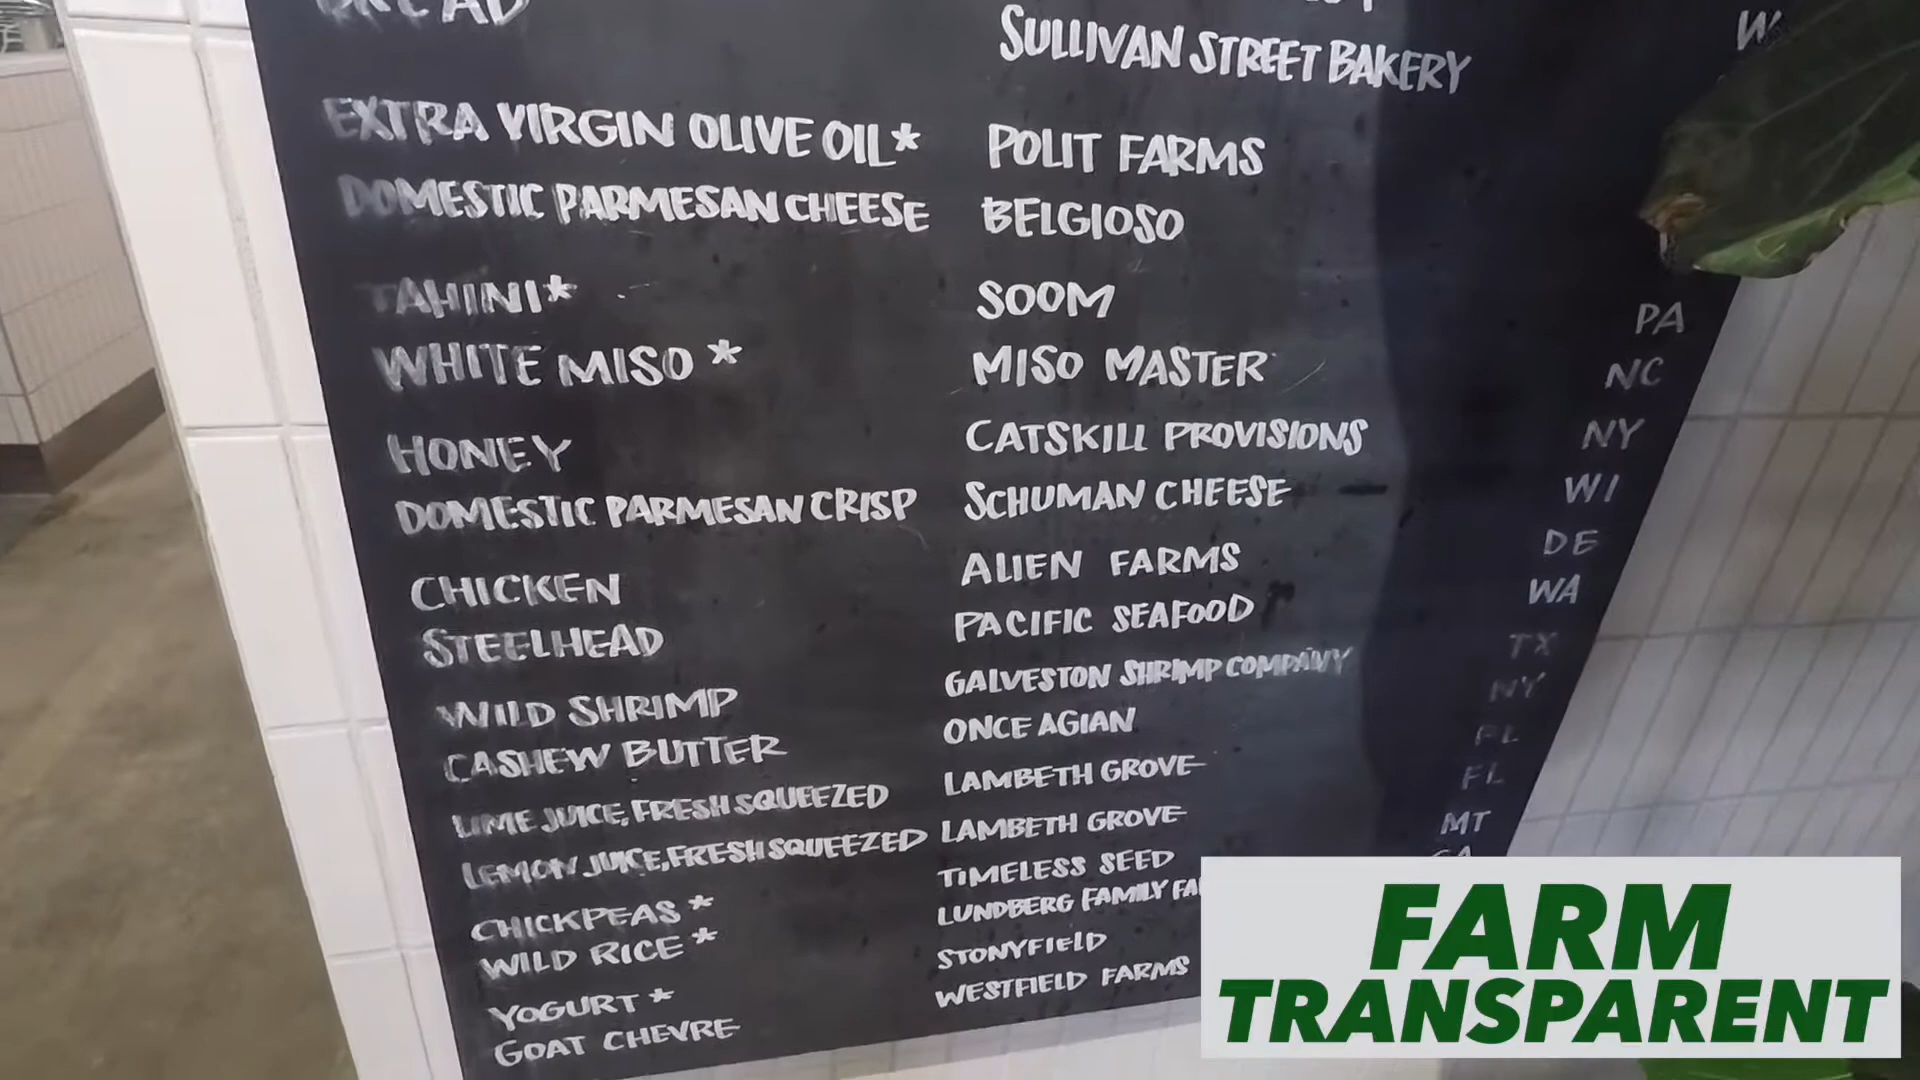 BREAD
SULLIVAN STREET BAKERY
EXTRA VIRGIN OLIVE OIL* POLIT FARMS
DOMESTIC PARMESAN CHEESE BELGIOSO
TAHINI* SOOM PA
WHITE MISO * MISO MASTER NC
HONEY CATSKILL PROVISIONS NY
DOMESTIC PARMESAN CRISP SCHUMAN CHEESE WI
CHICKEN ALIEN FARMS DE
STEELHEAD PACIFIC SEAFOOD WA
WILD SHRIMP GALVESTON SHRIMP COMPANY TX
CASHEW BUTTER ONCE AGIAN NY
LIME JUICE, FRESH SQUEEZED LAMBETH GROVE FL
LEMON JUICE, FRESH SQUEEZED LAMBETH GROVE FL
CHICKPEAS * TIMELESS SEED MT
WILD RICE * LUNDBERG FAMILY
YOGURT * STONYFIELD
GOAT CHEVRE WESTFIELD FARMS
FARM
TRANSPARENT